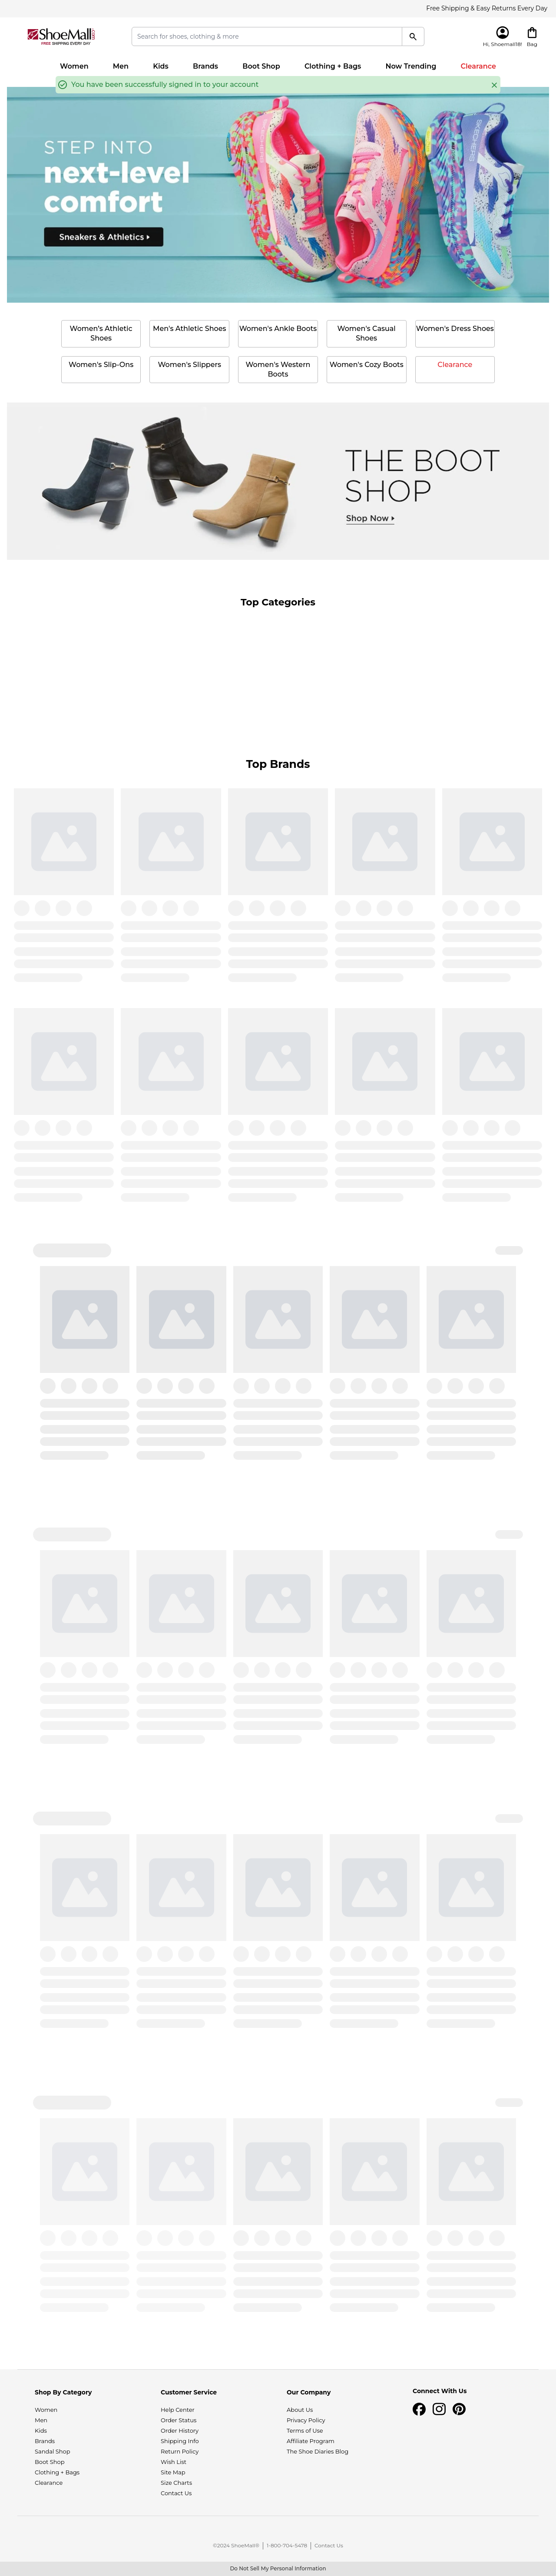 Free Shipping & Easy Returns Every Day
ShoeMall
FREE SHIPPING EVERY DAY
Search for shoes, clothing & more
Hi, Shoemall18!
Bag
Women Men Kids Brands Boot Shop Clothing + Bags Now Trending Clearance
You have been successfully signed in to your account
STEP INTO
next-level
comfort
Sneakers & Athletics
Women's Athletic
Shoes
Men's Athletic Shoes
Women's Ankle Boots
Women's Casual
Shoes
Women's Dress Shoes
Women's Slip-Ons
Women's Slippers
Women's Western
Boots
Women's Cozy Boots
Clearance
THE BOOT
SHOP
Shop Now
Top Categories
Top Brands
Shop By Category
Women
Men
Kids
Brands
Sandal Shop
Boot Shop
Clothing + Bags
Clearance
Customer Service
Help Center
Order Status
Order History
Shipping Info
Return Policy
Wish List
Site Map
Size Charts
Contact Us
Our Company
About Us
Privacy Policy
Terms of Use
Affiliate Program
The Shoe Diaries Blog
Connect With Us
©2024 ShoeMall® | 1-800-704-5478 | Contact Us
Do Not Sell My Personal Information